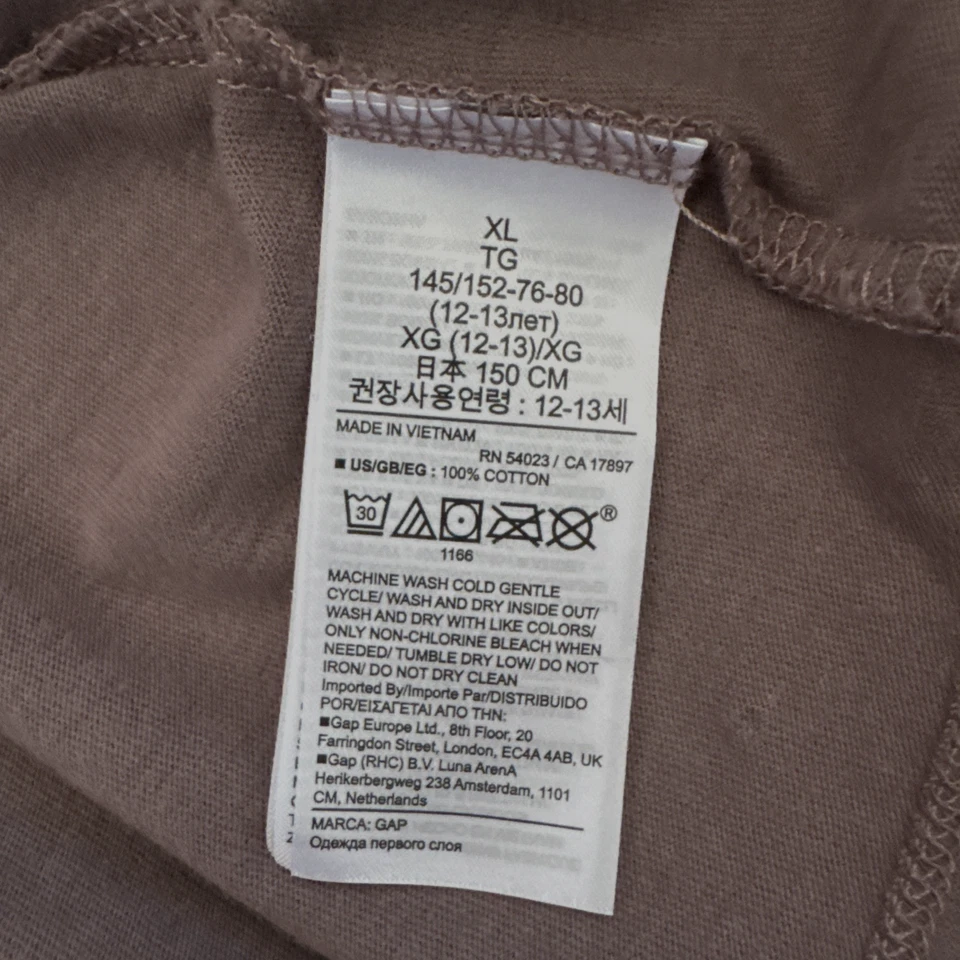 XL
TG
145/152-76-80
(12-13лет)
XG (12-13)/XG
日本 150 CM
권장사용연령 : 12-13세
MADE IN VIETNAM
RN 54023 / CA 17897
■ US/GB/EG : 100% COTTON
30
®
1166
MACHINE WASH COLD GENTLE
CYCLE/ WASH AND DRY INSIDE OUT/
WASH AND DRY WITH LIKE COLORS/
ONLY NON-CHLORINE BLEACH WHEN
NEEDED/ TUMBLE DRY LOW/ DO NOT
IRON/ DO NOT DRY CLEAN
Imported By/Importe Par/DISTRIBUIDO
POR/ΕΙΣΑΓΕΤΑΙ ΑΠΟ ΤΗΝ:
■Gap Europe Ltd., 8th Floor, 20
Farringdon Street, London, EC4A 4AB, UK
■Gap (RHC) B.V. Luna ArenA
Herikerbergweg 238 Amsterdam, 1101
CM, Netherlands
MARCA: GAP
Одежда первого слоя